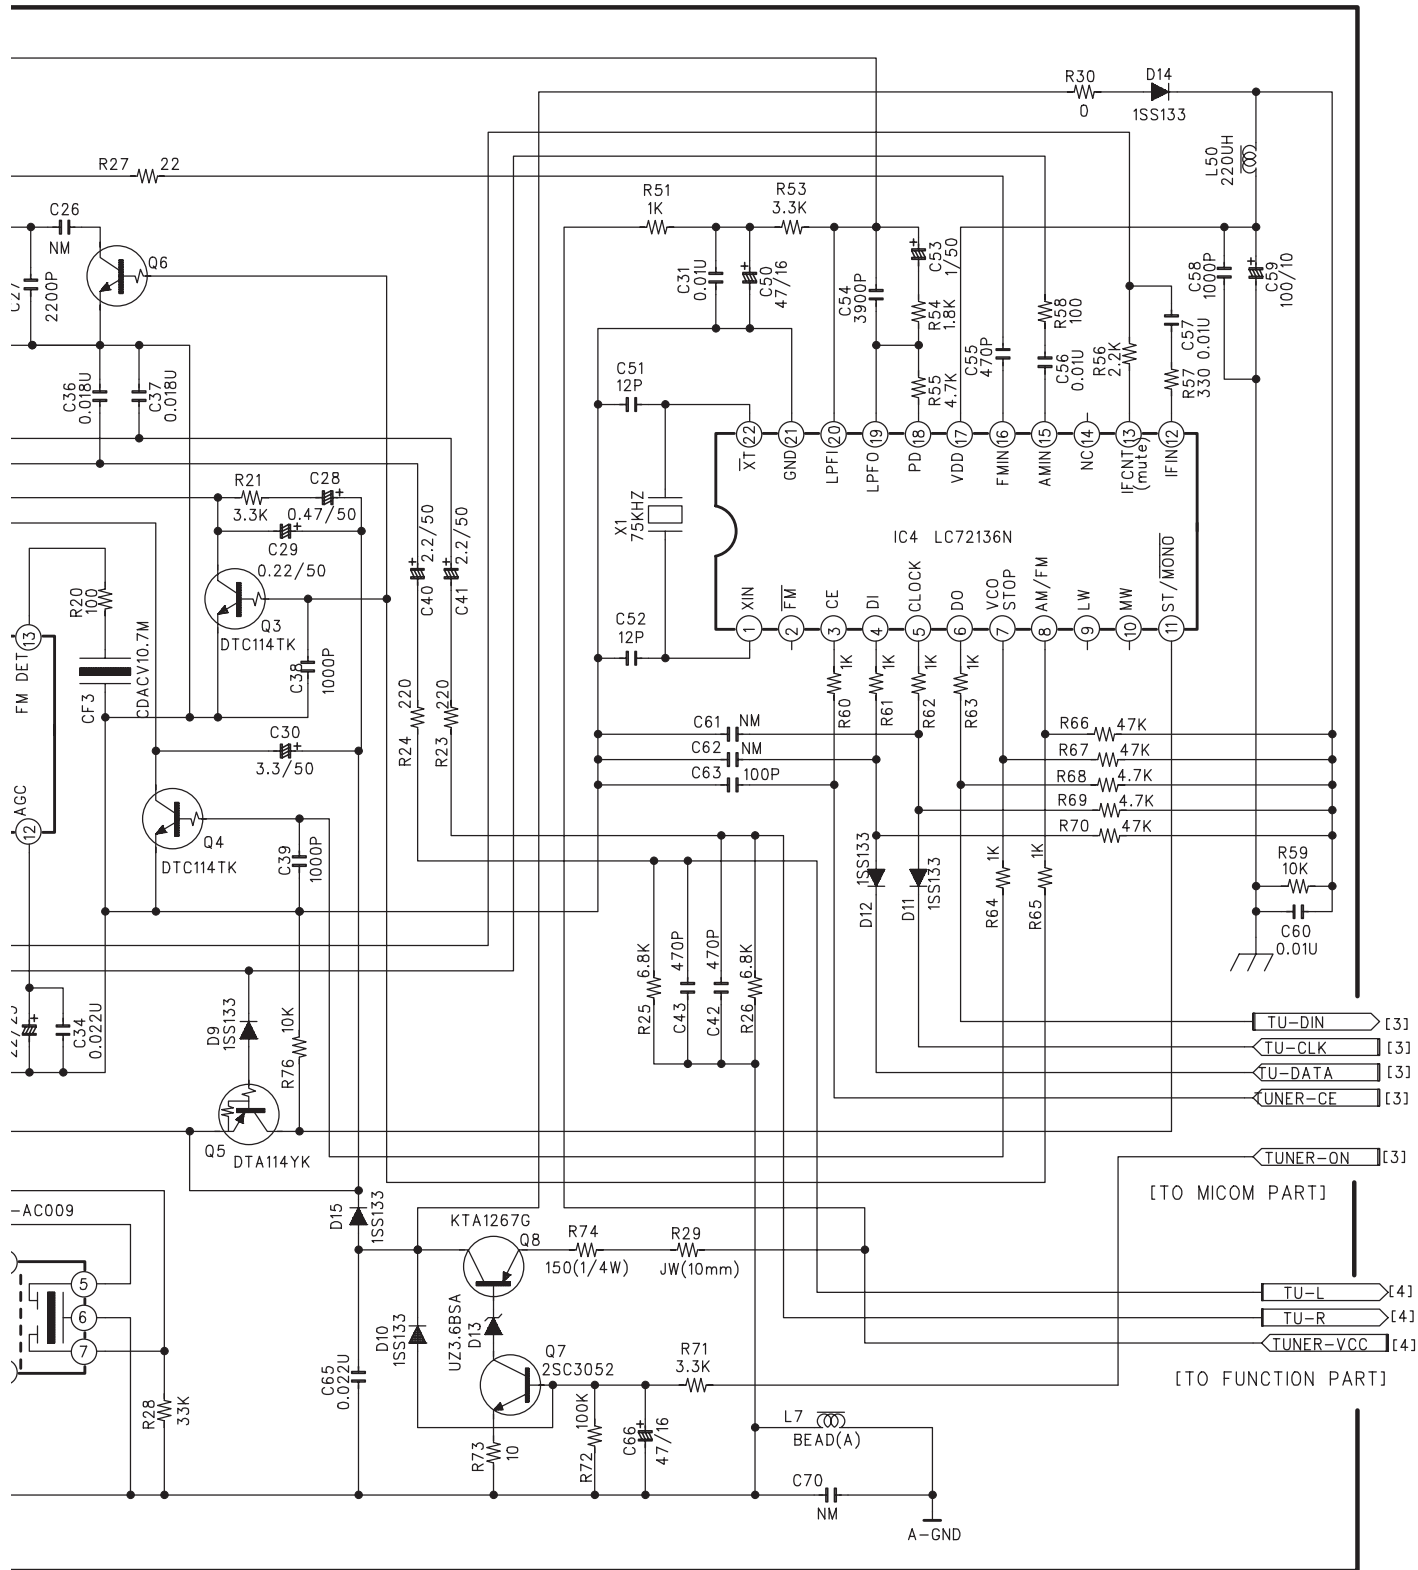 R30
0
D14
1SS133
L50
220UH
R27 22
C26
NM
Q6
C27
2200P
R51
1K
R53
3.3K
C31
0.01U
C50
47/16
C54
3900P
C53
1/50
R54
1.8K
R55
4.7K
C55
470P
R58
100
C56
0.01U
R56
2.2K
C57
0.01U
R57
330
C58
1000P
C59
100/10
C36
0.018U
C37
0.018U
C51
12P
22 21 20 19 18 17 16 15 14 13 12
XT
GND
LPFI
LPFO
PD
VDD
FMIN
AMIN
NC
IFCNT
(mute)
IFIN
R21
3.3K
C28
0.47/50
C29
0.22/50
X1
75KHZ
IC4 LC72136N
2.2/50
C40
2.2/50
C41
R20
100
Q3
DTC114TK
C38
1000P
C52
12P
XIN
FM
CE
DI
CLOCK
DO
VCO
STOP
AM/FM
LW
MW
ST/MONO
1 2 3 4 5 6 7 8 9 10 11
13
FM DET
CF3
CDACV10.7M
C30
3.3/50
R24
220
R23
220
1K
R60
1K
R61
1K
R62
1K
R63
C61 NM
C62 NM
C63 100P
R66 47K
R67 47K
R68 4.7K
R69 4.7K
R70 47K
AGC
12
Q4
DTC114TK
C39
1000P
1SS133
D12
1SS133
D11
1K
R64
1K
R65
R59
10K
C60
0.01U
R25
6.8K
C43
470P
C42
470P
R26
6.8K
C34
0.022U
D9
1SS133
R76
10K
Q5
DTA114YK
TU-DIN [3]
TU-CLK [3]
TU-DATA [3]
TUNER-CE [3]
TUNER-ON [3]
[TO MICOM PART]
-AC009
D15
1SS133
KTA1267G
Q8
R74
150(1/4W)
R29
JW(10mm)
5
6
7
D10
1SS133
UZ3.6BSA
D13
Q7
2SC3052
R71
3.3K
TU-L [4]
TU-R [4]
TUNER-VCC [4]
[TO FUNCTION PART]
C65
0.022U
R28
33K
R73
10
R72
100K
C66
47/16
L7
BEAD(A)
C70
NM
A-GND